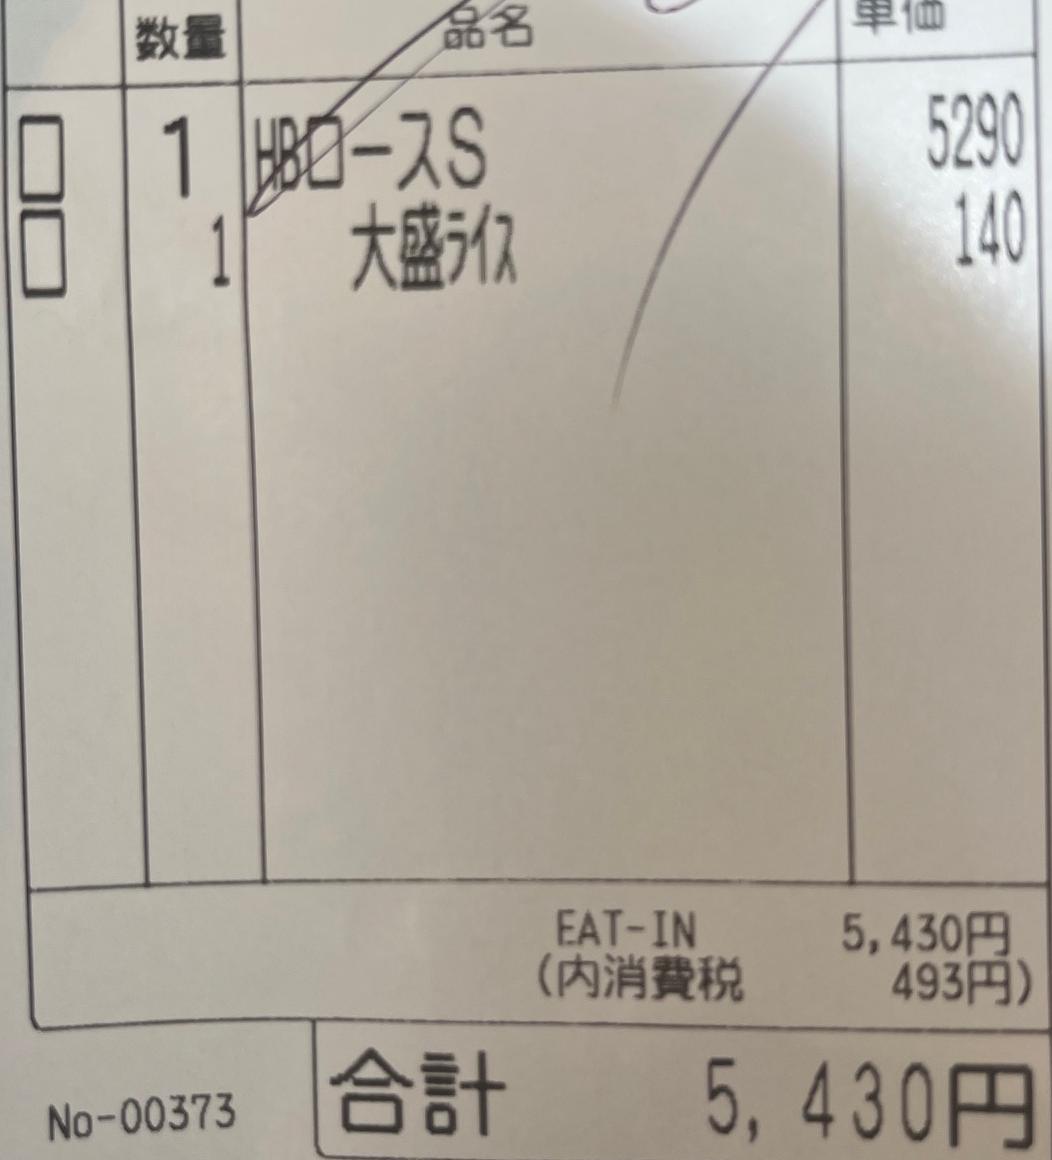 数量 品名 単価
1 HBロースS 5290
1 大盛ﾗｲｽ 140
EAT-IN 5,430円
(内消費税 493円)
No-00373 合計 5,430円